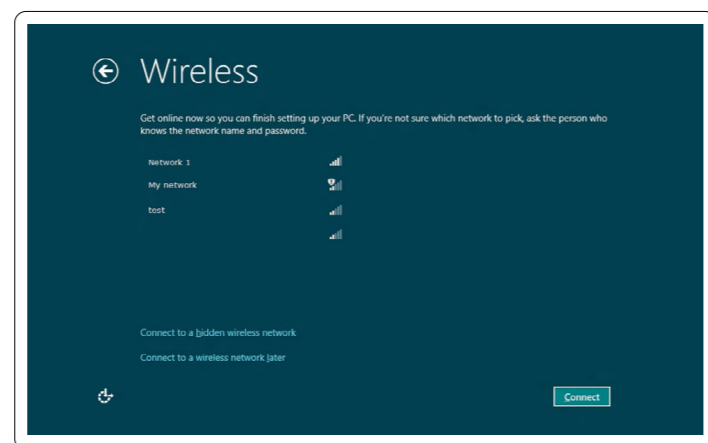 Wireless
Get online now so you can finish setting up your PC. If you're not sure which network to pick, ask the person who
knows the network name and password.
Network 1
My network
test
Connect to a hidden wireless network
Connect to a wireless network later
Connect